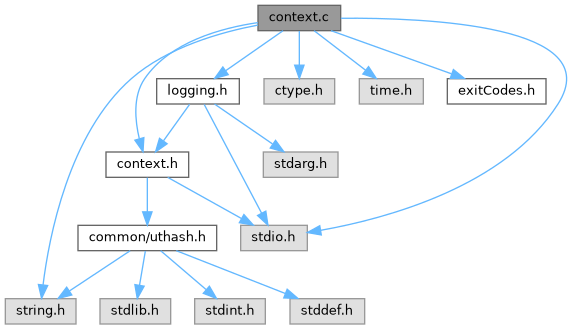 context.c
logging.h
ctype.h
time.h
exitCodes.h
context.h
stdarg.h
common/uthash.h
stdio.h
string.h
stdlib.h
stdint.h
stddef.h